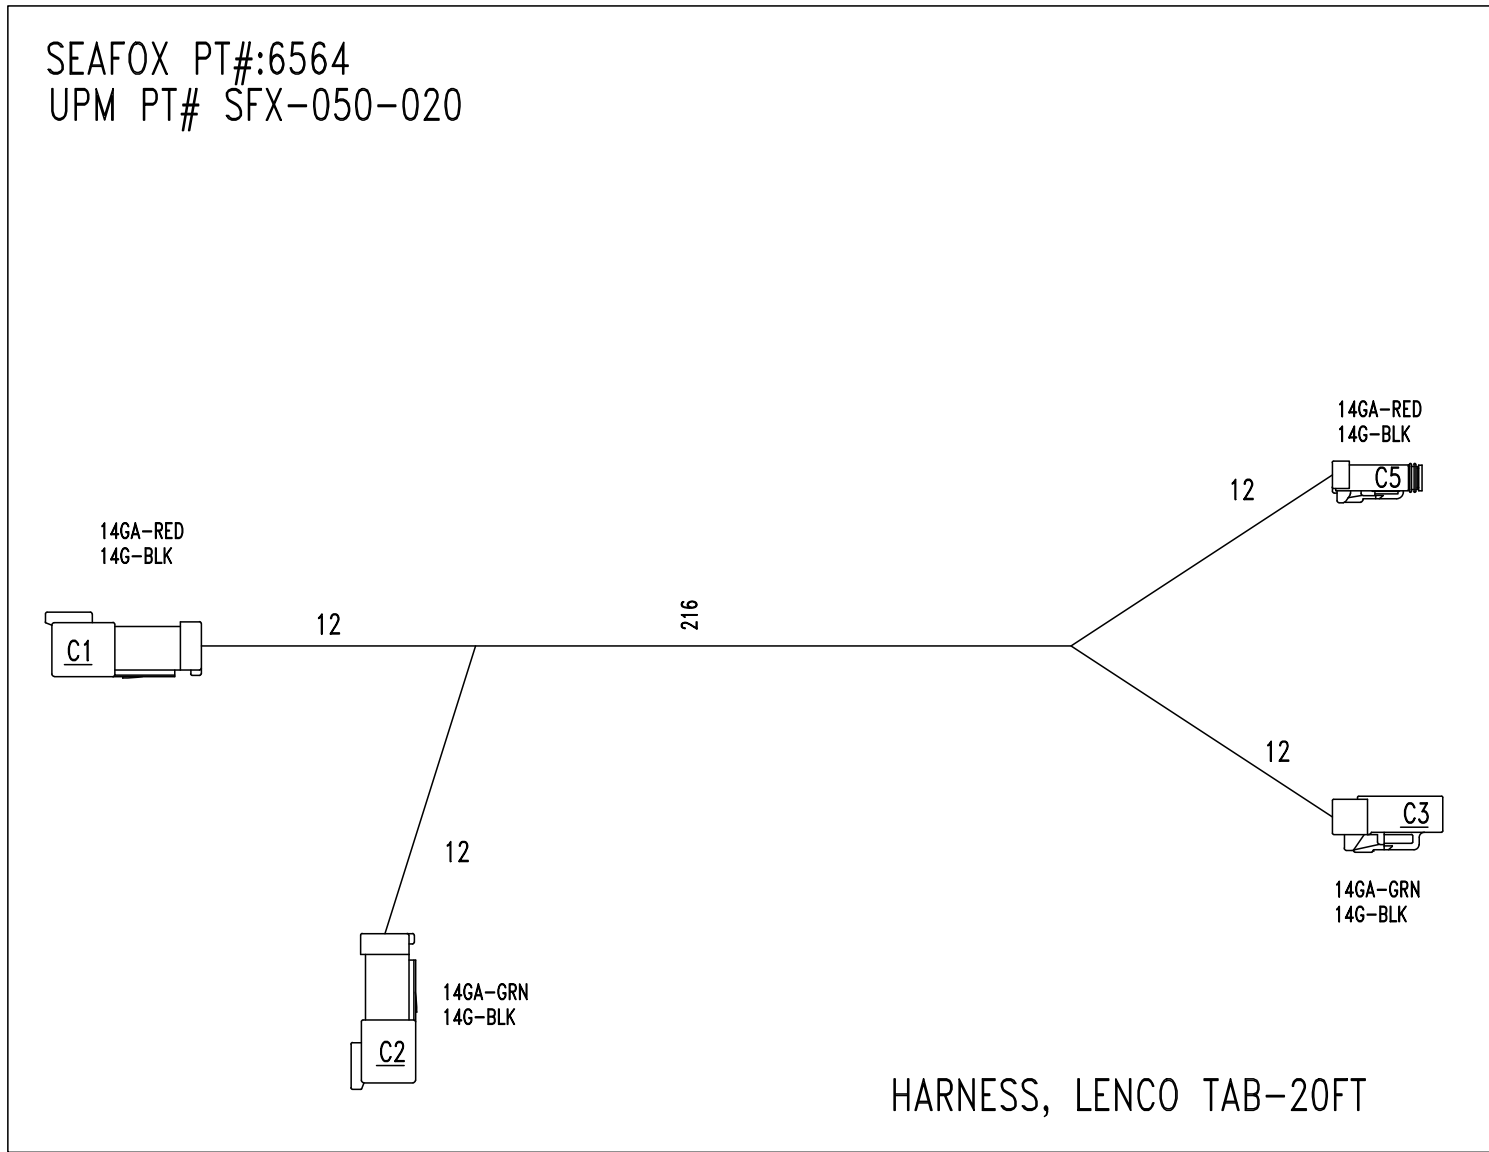 SEAFOX PT#:6564
UPM PT# SFX-050-020
14GA-RED
14G-BLK
C5
12
14GA-RED
14G-BLK
C1
12
216
12
C3
14GA-GRN
14G-BLK
12
14GA-GRN
14G-BLK
C2
HARNESS, LENCO TAB-20FT